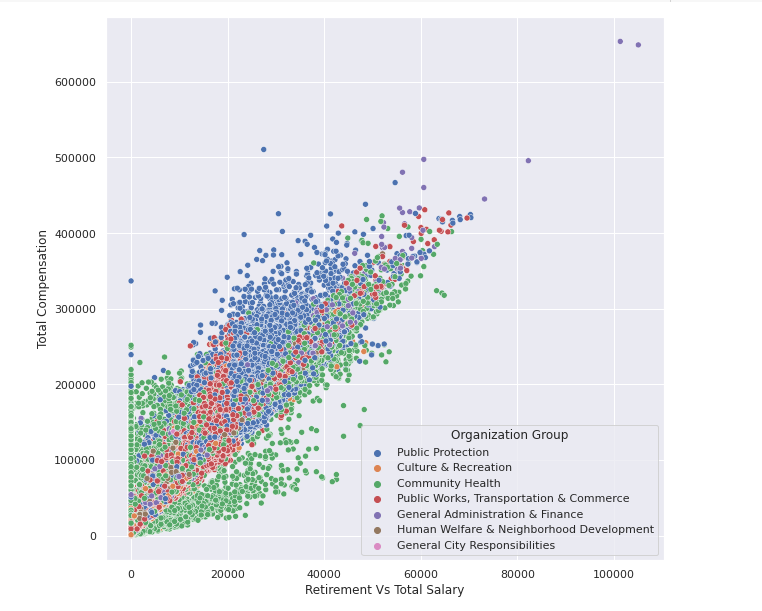 600000
500000
400000
300000
200000
100000
0
Total Compensation
Organization Group
Public Protection
Culture & Recreation
Community Health
Public Works, Transportation & Commerce
General Administration & Finance
Human Welfare & Neighborhood Development
General City Responsibilities
0 20000 40000 60000 80000 100000
Retirement Vs Total Salary